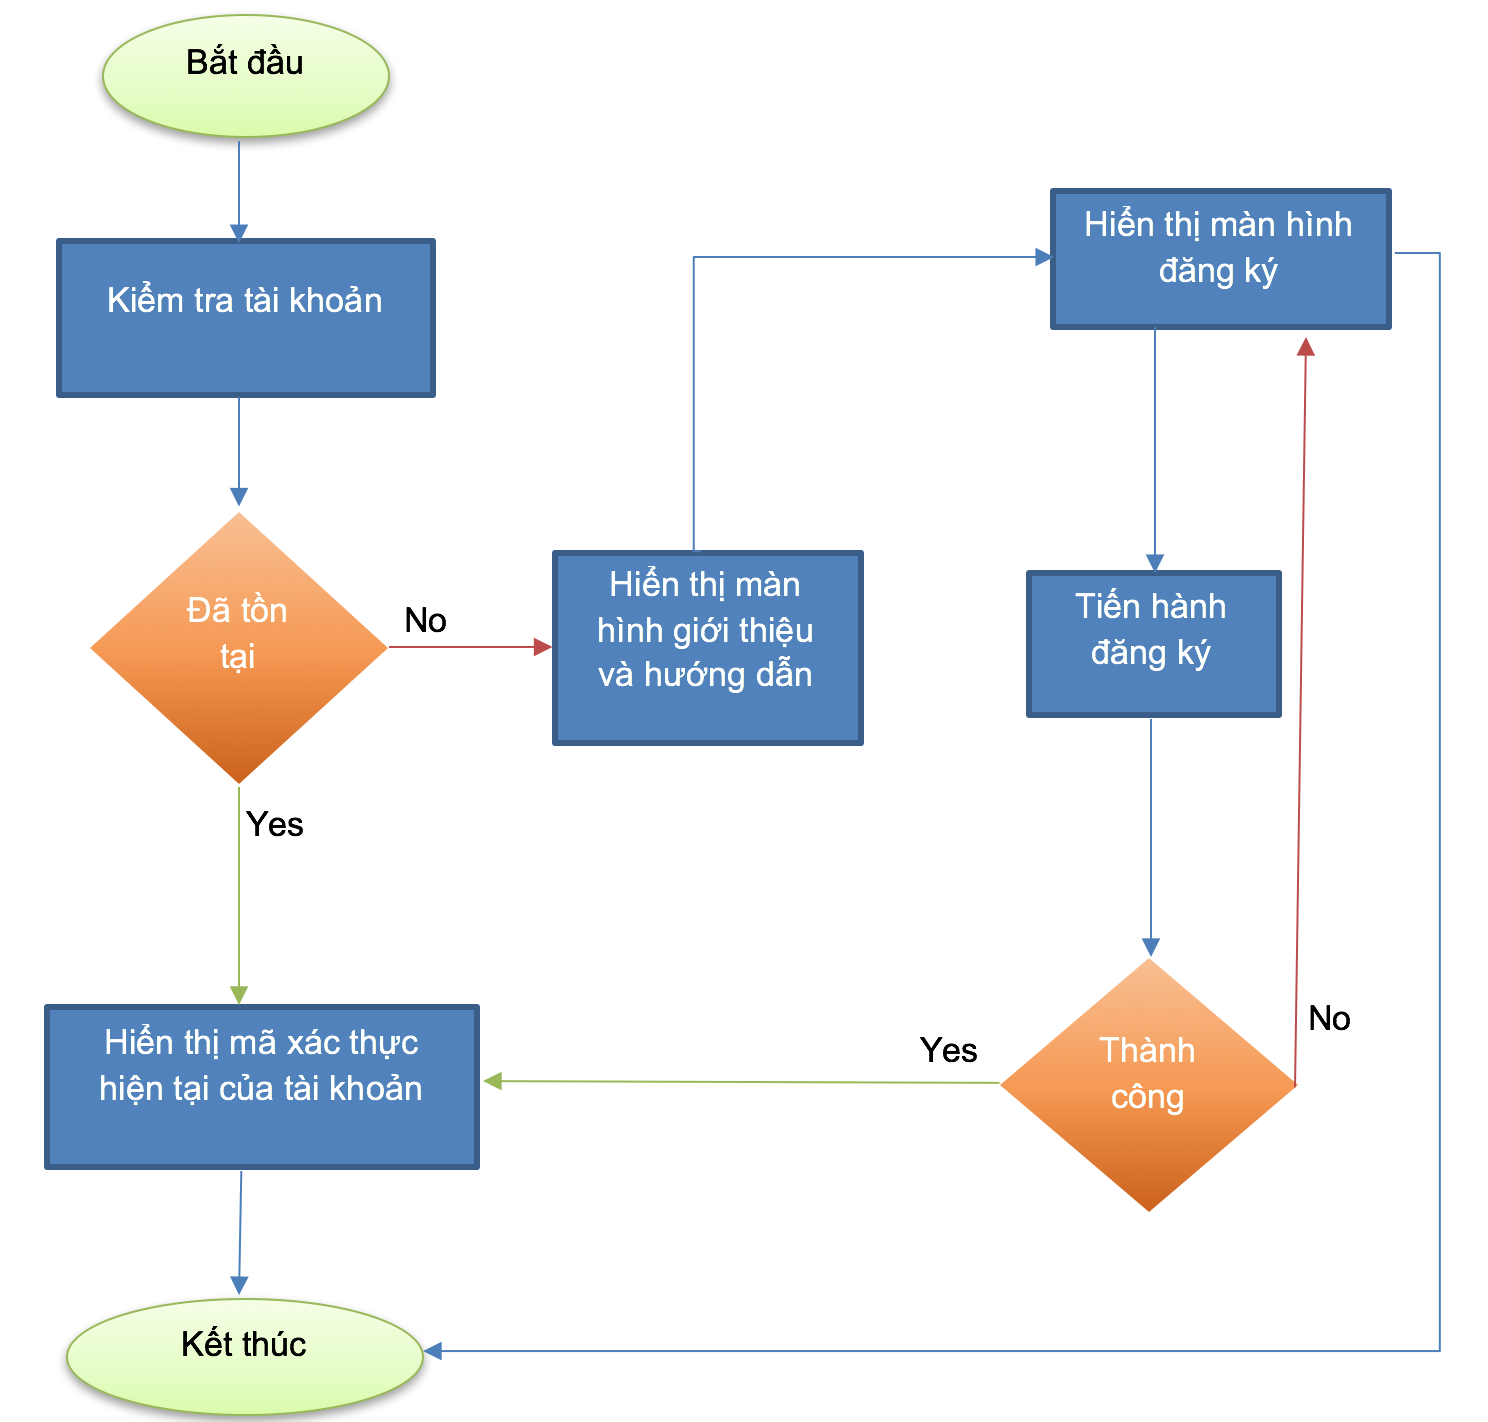 Bắt đầu
Kiểm tra tài khoản
Đã tồn
tại
No
Yes
Hiển thị màn
hình giới thiệu
và hướng dẫn
Hiển thị màn hình
đăng ký
Tiến hành
đăng ký
Thành
công
No
Yes
Hiển thị mã xác thực
hiện tại của tài khoản
Kết thúc